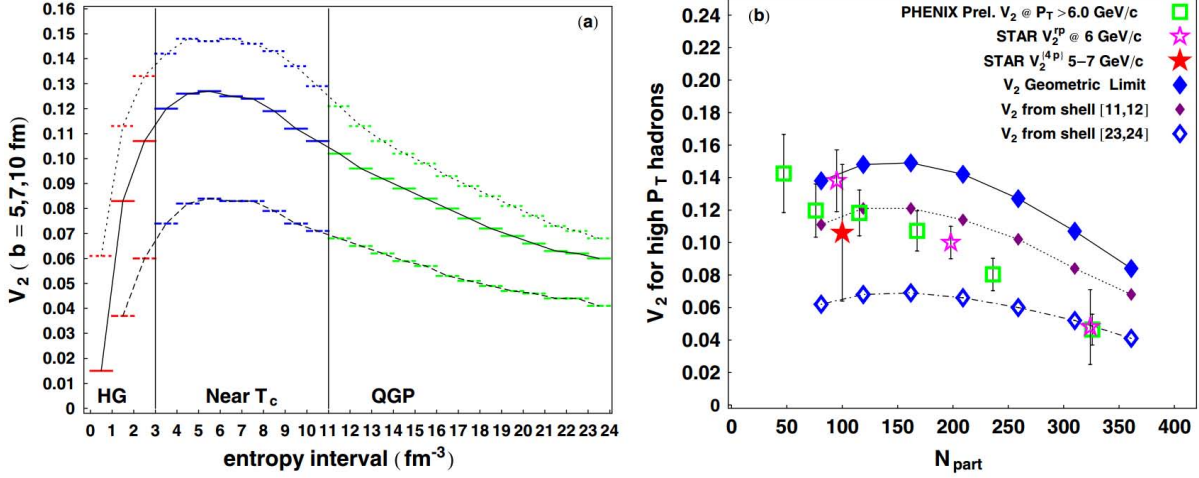 (a)
0.16
0.15
0.14
0.13
0.12
0.11
0.10
0.09
0.08
0.07
0.06
0.05
0.04
0.03
0.02
0.01
0
V2 ( b = 5,7,10 fm)
HG Near Tc QGP
0 1 2 3 4 5 6 7 8 9 10 11 12 13 14 15 16 17 18 19 20 21 22 23 24
entropy interval ( fm-3)
(b)
PHENIX Prel. V2 @ PT >6.0 GeV/c
STAR V2rp @ 6 GeV/c
STAR V2|4p| 5-7 GeV/c
V2 Geometric Limit
V2 from shell [11,12]
V2 from shell [23,24]
0.24
0.22
0.20
0.18
0.16
0.14
0.12
0.10
0.08
0.06
0.04
0.02
0.00
V2 for high PT hadrons
0 50 100 150 200 250 300 350 400
Npart